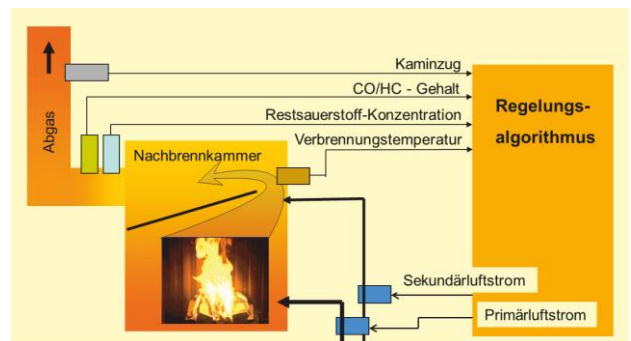 Kaminzug
CO/HC - Gehalt
Restsauerstoff-Konzentration
Verbrennungstemperatur
Regelungs-
algorithmus
Abgas
Nachbrennkammer
Sekundärluftstrom
Primärluftstrom